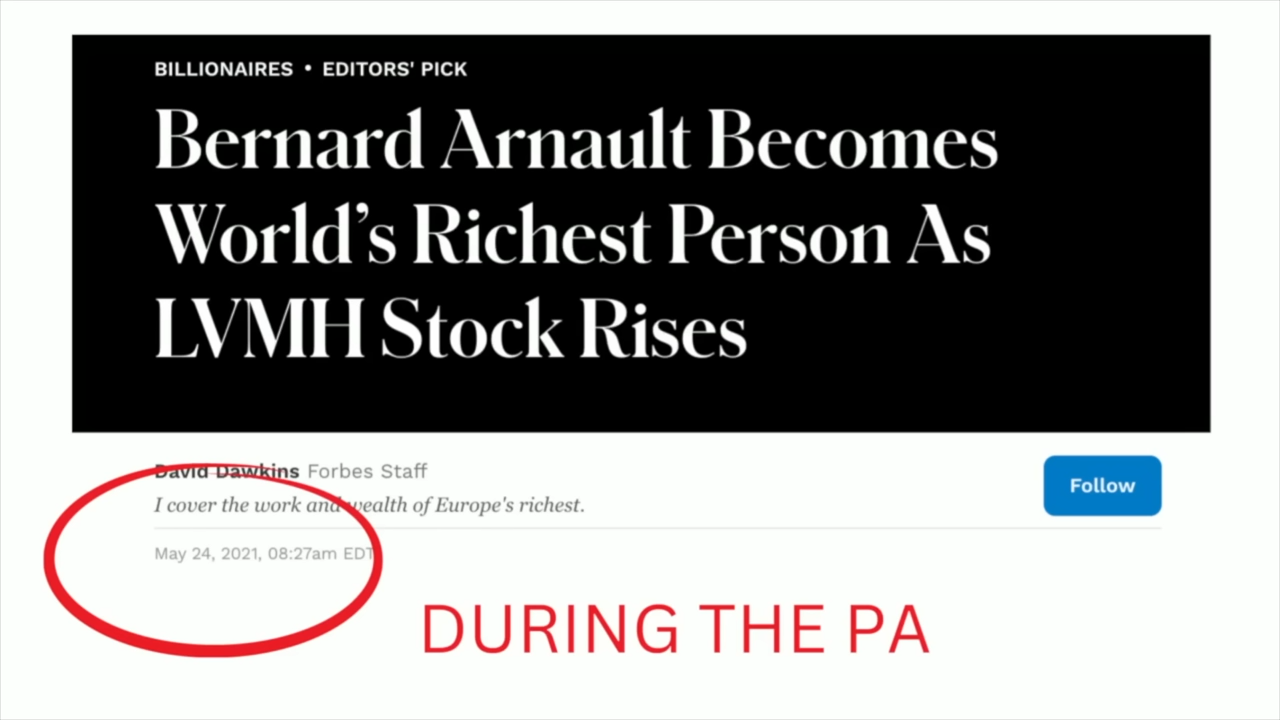 BILLIONAIRES • EDITORS' PICK
Bernard Arnault Becomes
World’s Richest Person As
LVMH Stock Rises
David Dawkins Forbes Staff
I cover the work and wealth of Europe's richest.
Follow
May 24, 2021, 08:27am EDT
DURING THE PA